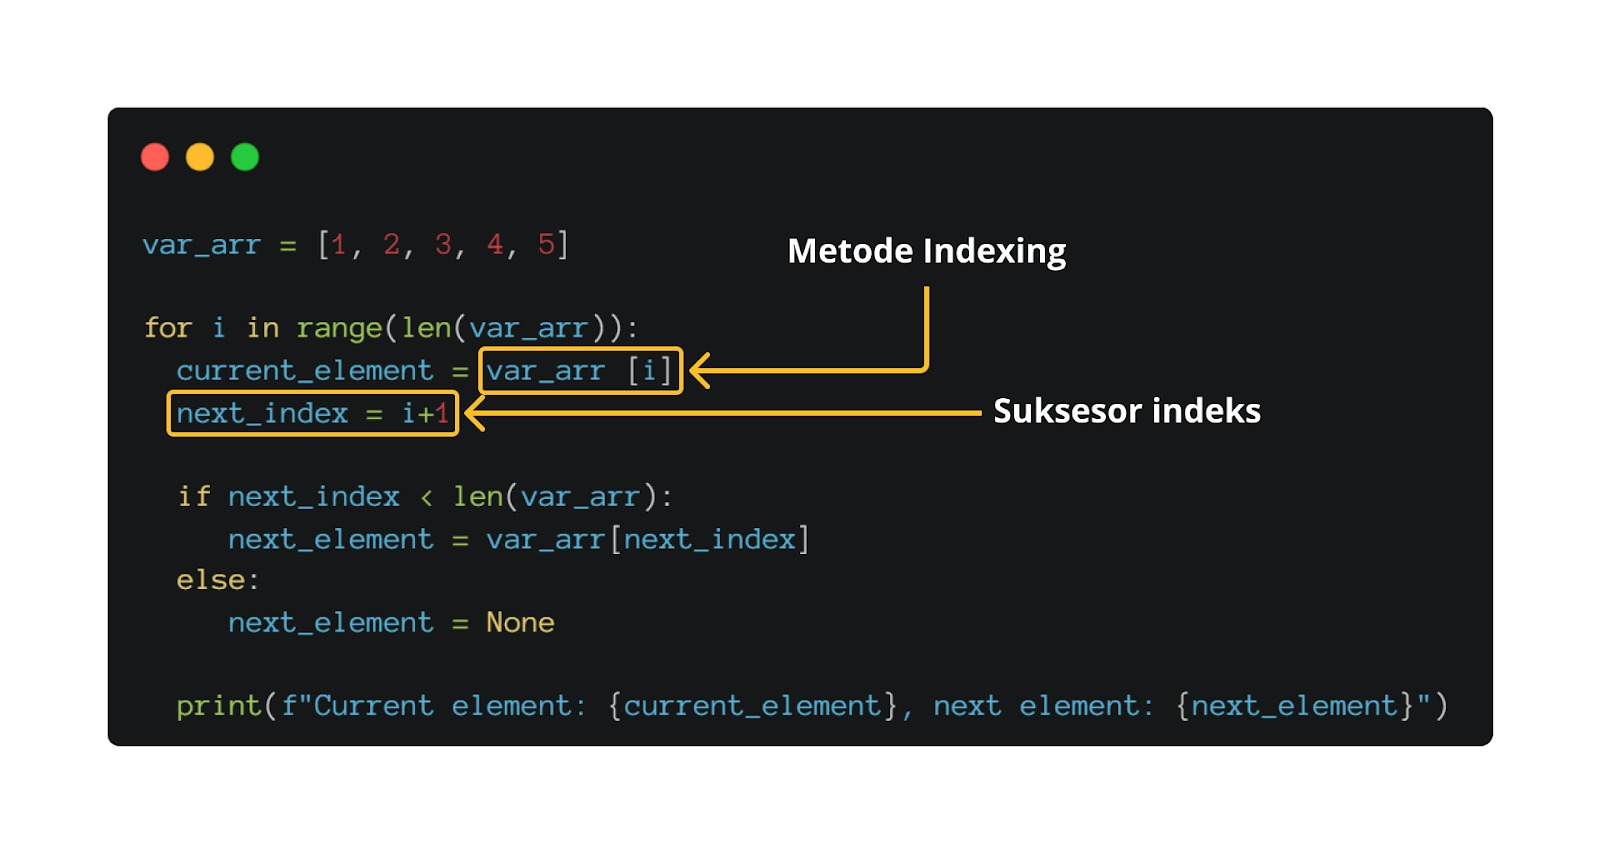 var_arr = [1, 2, 3, 4, 5]
Metode Indexing
for i in range(len(var_arr)):
current_element = var_arr [i]
next_index = i+1
Suksesor indeks
if next_index < len(var_arr):
next_element = var_arr[next_index]
else:
next_element = None
print(f"Current element: {current_element}, next element: {next_element}")